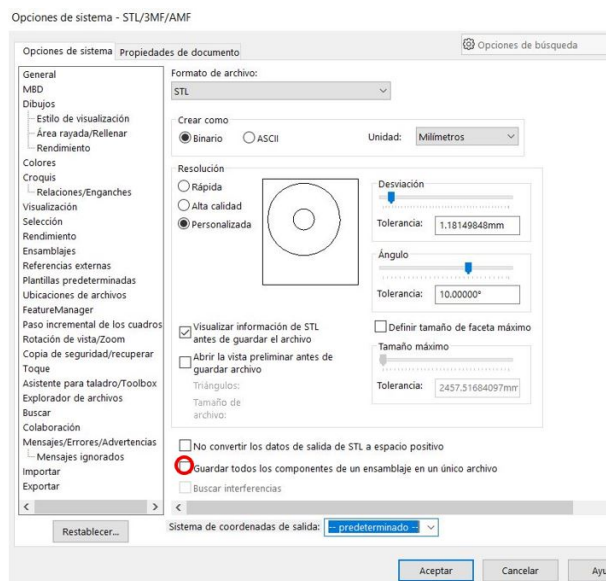 Opciones de sistema - STL/3MF/AMF
Opciones de sistema
Propiedades de documento
Opciones de búsqueda
General
MBD
Dibujos
Estilo de visualización
Área rayada/Rellenar
Rendimiento
Colores
Croquis
Relaciones/Enganches
Visualización
Selección
Rendimiento
Ensamblajes
Referencias externas
Plantillas predeterminadas
Ubicaciones de archivos
FeatureManager
Paso incremental de los cuadros
Rotación de vista/Zoom
Copia de seguridad/recuperar
Toque
Asistente para taladro/Toolbox
Explorador de archivos
Buscar
Colaboración
Mensajes/Errores/Advertencias
Mensajes ignorados
Importar
Exportar
Restablecer...
Formato de archivo:
STL
Crear como
Binario
ASCII
Unidad:
Milímetros
Resolución
Rápida
Alta calidad
Personalizada
Desviación
Tolerancia:
1.18149848mm
Ángulo
Tolerancia:
10.00000°
Visualizar información de STL
antes de guardar el archivo
Abrir la vista preliminar antes de
guardar archivo
Triángulos:
Tamaño de
archivo:
Definir tamaño de faceta máximo
Tamaño máximo
Tolerancia:
2457.51684097mm
No convertir los datos de salida de STL a espacio positivo
Guardar todos los componentes de un ensamblaje en un único archivo
Buscar interferencias
Sistema de coordenadas de salida:
-- predeterminado --
Aceptar
Cancelar
Ayu